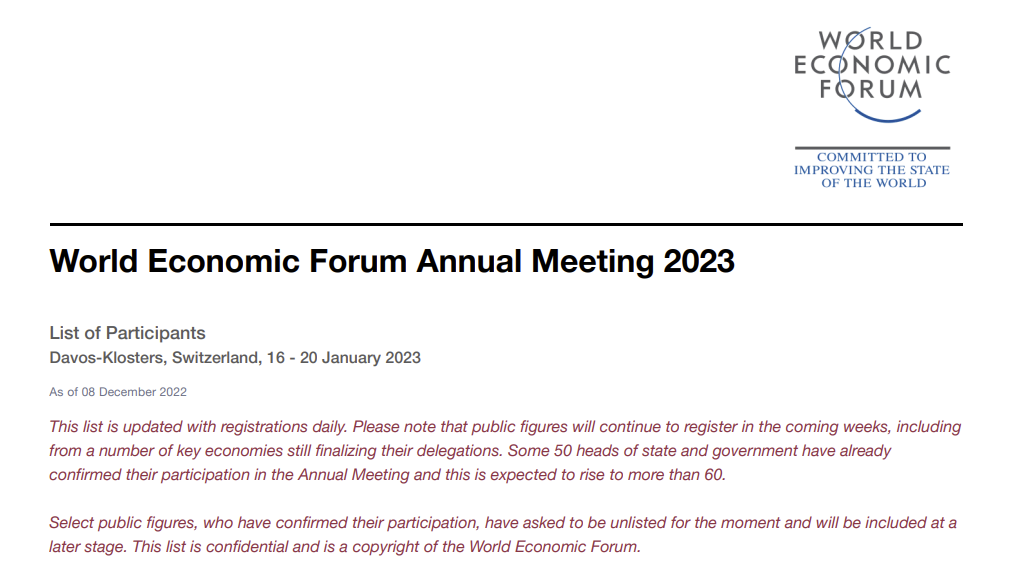 WORLD
ECONOMIC
FORUM
COMMITTED TO
IMPROVING THE STATE
OF THE WORLD
World Economic Forum Annual Meeting 2023
List of Participants
Davos-Klosters, Switzerland, 16 - 20 January 2023
As of 08 December 2022
This list is updated with registrations daily. Please note that public figures will continue to register in the coming weeks, including
from a number of key economies still finalizing their delegations. Some 50 heads of state and government have already
confirmed their participation in the Annual Meeting and this is expected to rise to more than 60.
Select public figures, who have confirmed their participation, have asked to be unlisted for the moment and will be included at a
later stage. This list is confidential and is a copyright of the World Economic Forum.